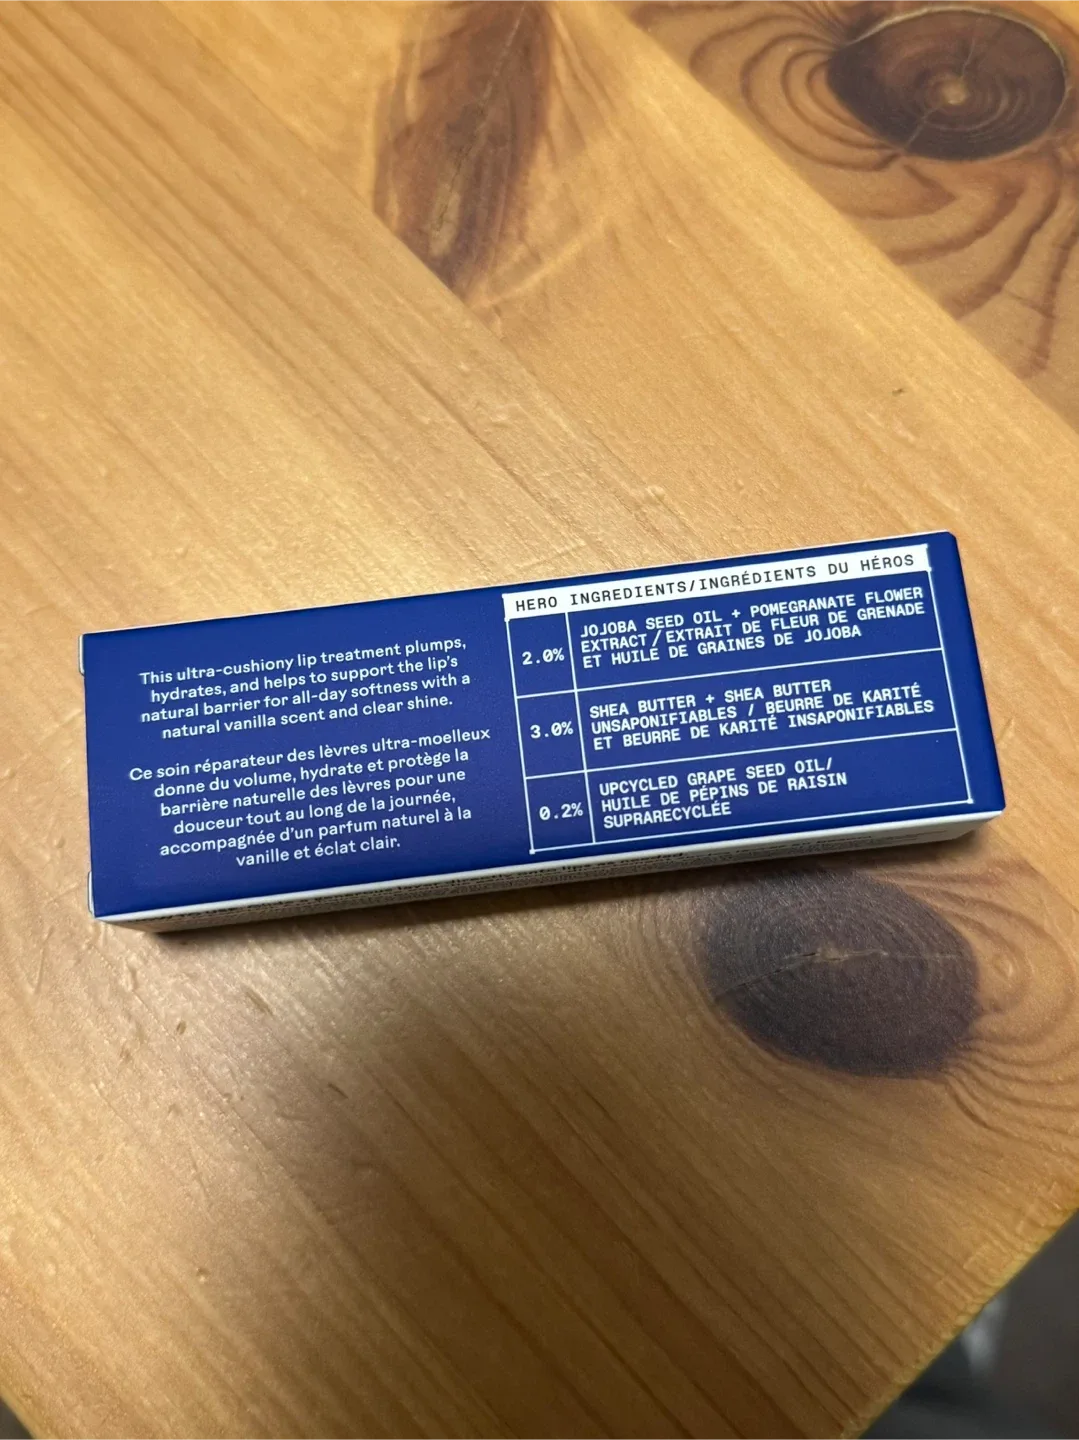 This ultra-cushiony lip treatment plumps,
hydrates, and helps to support the lip's
natural barrier for all-day softness with a
natural vanilla scent and clear shine.
Ce soin réparateur des lèvres ultra-moelleux
donne du volume, hydrate et protège la
barrière naturelle des lèvres pour une
douceur tout au long de la journée,
accompagnée d'un parfum naturel à la
vanille et éclat clair.
HERO INGREDIENTS/INGRÉDIENTS DU HÉROS
2.0%
JOJOBA SEED OIL + POMEGRANATE FLOWER
EXTRACT / EXTRAIT DE FLEUR DE GRENADE
ET HUILE DE GRAINES DE JOJOBA
3.0%
SHEA BUTTER + SHEA BUTTER
UNSAPONIFIABLES / BEURRE DE KARITÉ
ET BEURRE DE KARITÉ INSAPONIFIABLES
0.2%
UPCYCLED GRAPE SEED OIL/
HUILE DE PÉPINS DE RAISIN
SUPRARECYCLÉE